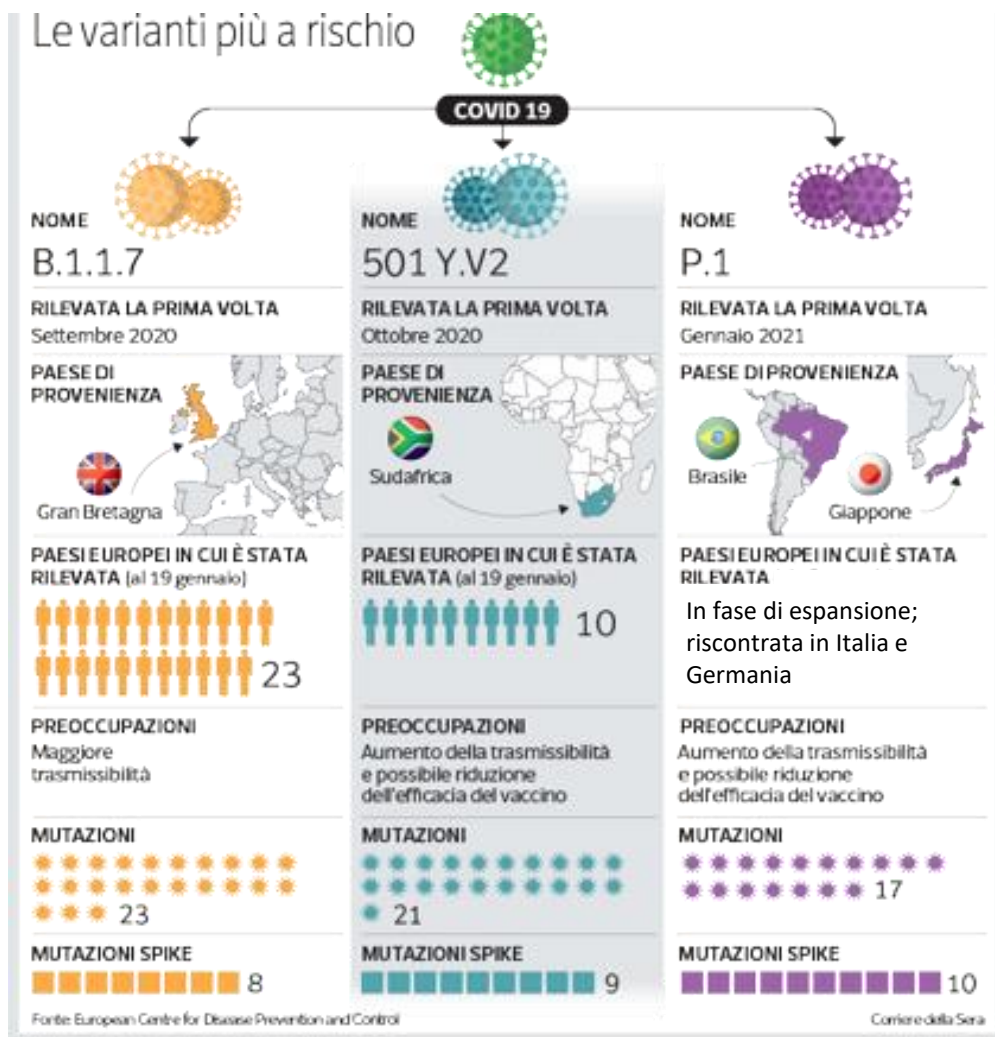 Le varianti più a rischio
COVID 19
NOME
B.1.1.7
RILEVATA LA PRIMA VOLTA
Settembre 2020
PAESE DI
PROVENIENZA
Gran Bretagna
PAESI EUROPEI IN CUI È STATA
RILEVATA (al 19 gennaio)
23
PREOCCUPAZIONI
Maggiore
trasmissibilità
MUTAZIONI
23
MUTAZIONI SPIKE
8
NOME
501 Y.V2
RILEVATA LA PRIMA VOLTA
Ottobre 2020
PAESE DI
PROVENIENZA
Sudafrica
PAESI EUROPEI IN CUI È STATA
RILEVATA (al 19 gennaio)
10
PREOCCUPAZIONI
Aumento della trasmissibilità
e possibile riduzione
dell'efficacia del vaccino
MUTAZIONI
21
MUTAZIONI SPIKE
9
NOME
P.1
RILEVATA LA PRIMA VOLTA
Gennaio 2021
PAESE DI PROVENIENZA
Brasile
Giappone
PAESI EUROPEI IN CUI È STATA
RILEVATA
In fase di espansione;
riscontrata in Italia e
Germania
PREOCCUPAZIONI
Aumento della trasmissibilità
e possibile riduzione
dell'efficacia del vaccino
MUTAZIONI
17
MUTAZIONI SPIKE
10
Fonte: European Centre for Disease Prevention and Control
Corriere della Sera